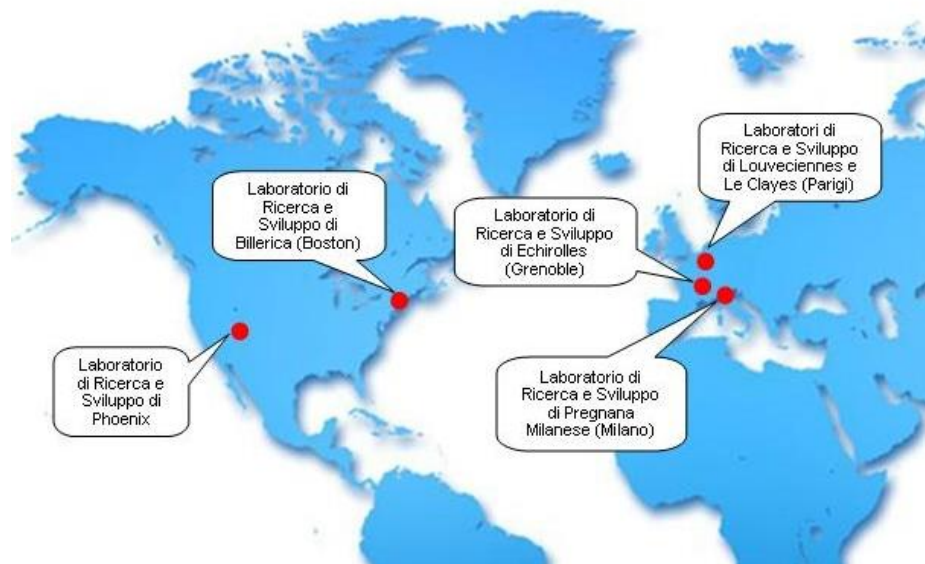 Laboratori di
Ricerca e Sviluppo
di Louveciennes e
Le Clayes (Parigi)
Laboratorio di
Ricerca e
Sviluppo di
Billerica (Boston)
Laboratorio di
Ricerca e Sviluppo
di Echirolles
(Grenoble)
Laboratorio
di Ricerca e
Sviluppo di
Phoenix
Laboratorio di
Ricerca e Sviluppo
di Pregnana
Milanese (Milano)